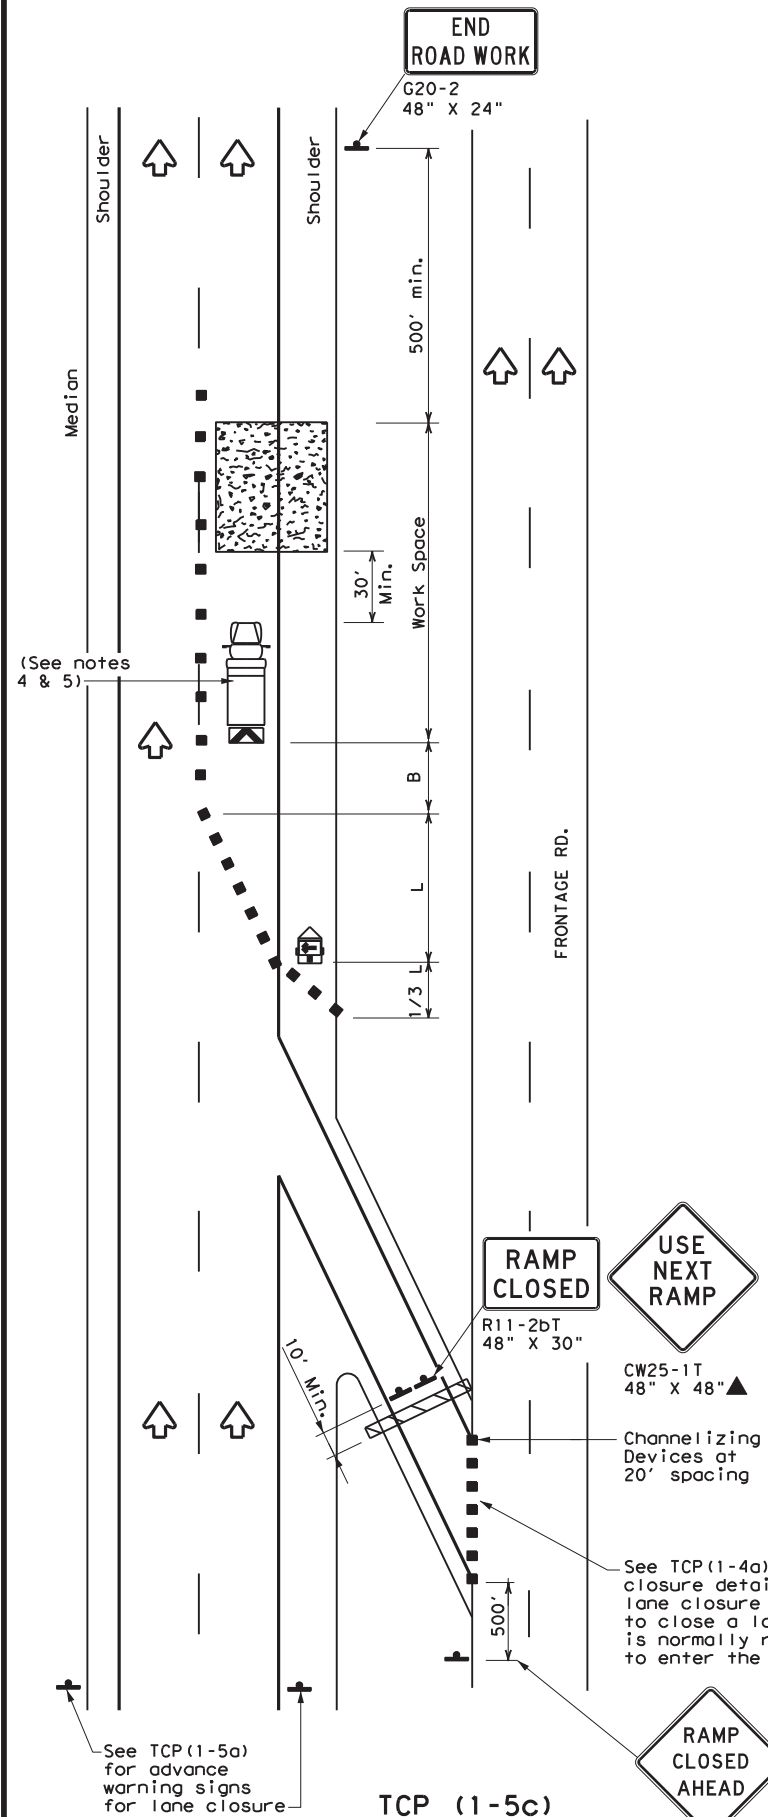 END
ROAD WORK
G20-2
48" X 24"
Shoulder
Shoulder
500' min.
Median
Work Space
30'
Min.
(See notes
4 & 5)
B
L
FRONTAGE RD.
1/3 L
RAMP
CLOSED
R11-2bT
48" X 30"
USE
NEXT
RAMP
CW25-1T
48" X 48"▲
10' Min.
Channelizing
Devices at
20' spacing
See TCP(1-4a)
closure detai
lane closure
to close a
is normally
to enter the
500'
See TCP(1-5a)
for advance
warning signs
for lane closure
RAMP
CLOSED
AHEAD
TCP (1-5c)